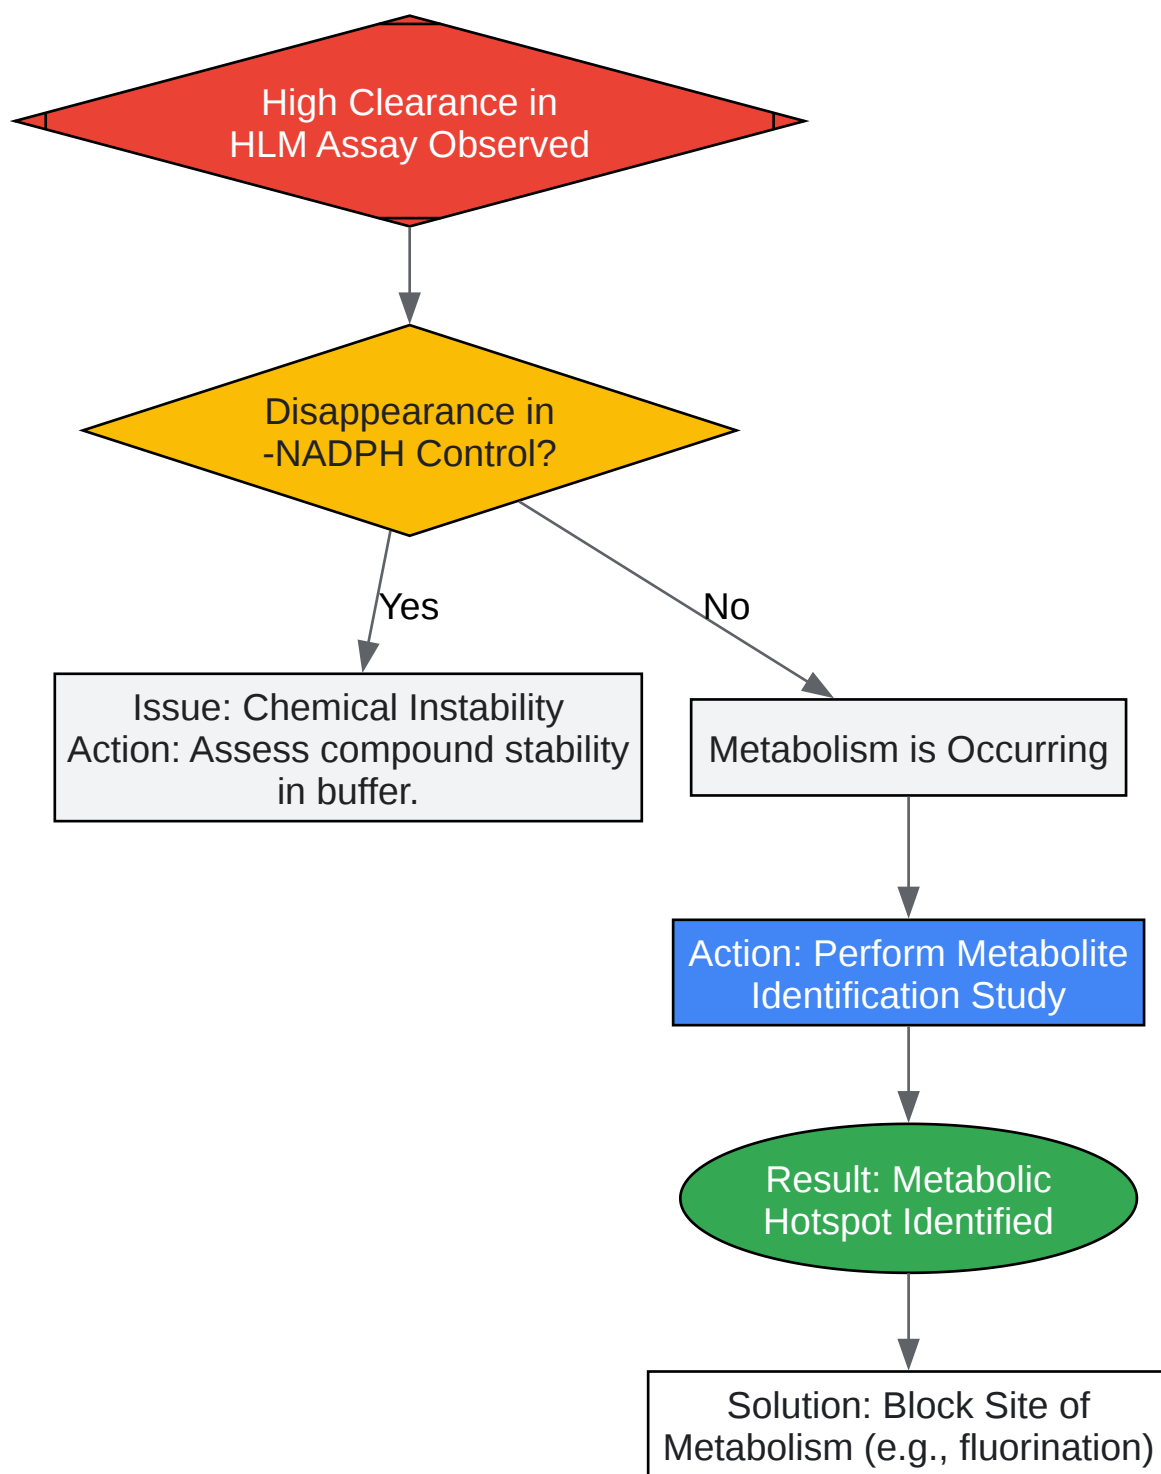 High Clearance in
HLM Assay Observed
Disappearance in
-NADPH Control?
Yes
No
Issue: Chemical Instability
Action: Assess compound stability
in buffer.
Metabolism is Occurring
Action: Perform Metabolite
Identification Study
Result: Metabolic
Hotspot Identified
Solution: Block Site of
Metabolism (e.g., fluorination)